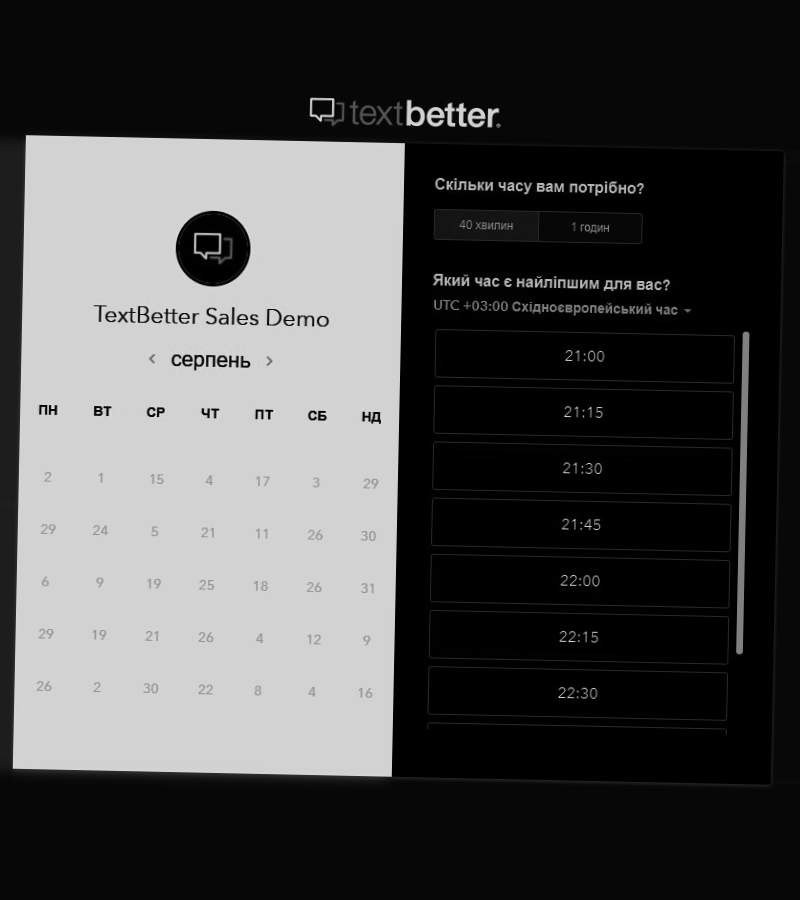 textbetter.
TextBetter Sales Demo
< серпень >
ПН ВТ СР ЧТ ПТ СБ НД
2 1 15 4 17 3 29
29 24 5 21 11 26 30
6 9 19 25 18 26 31
29 19 21 26 4 12 9
26 2 30 22 8 4 16
Скільки часу вам потрібно?
40 хвилин 1 годин
Який час є найліпшим для вас?
UTC +03:00 Східноєвропейський час
21:00
21:15
21:30
21:45
22:00
22:15
22:30